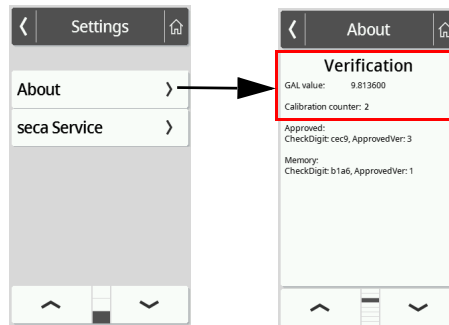 Settings
About
seca Service
About
Verification
GAL value: 9.813600
Calibration counter: 2
Approved:
CheckDigit: cec9, ApprovedVer: 3
Memory:
CheckDigit: b1a6, ApprovedVer: 1